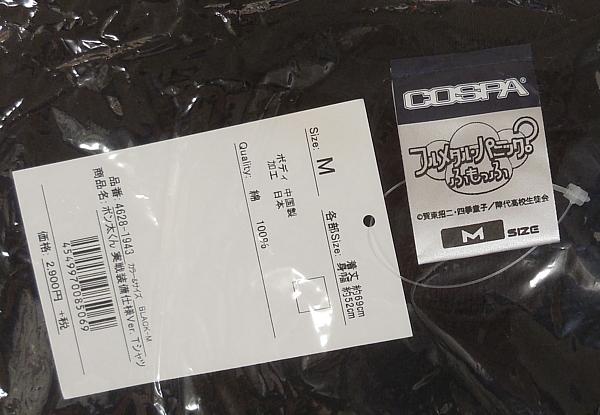 Size: M
各部Size: 着丈 約69cm
身幅 約52cm
ボディ 中国製
加工 日本
Quality: 綿 100%
品番: 4628-1943 カラー&サイズ BLACK-M
商品名: ボン太くん 実戦装備仕様Ver. Tシャツ
4549970085069
価格: 2,900円 +税
COSPA®
フルメタル・パニック?
ふもっふ
©賀東招二・四季童子/陣代高校生徒会
M SIZE